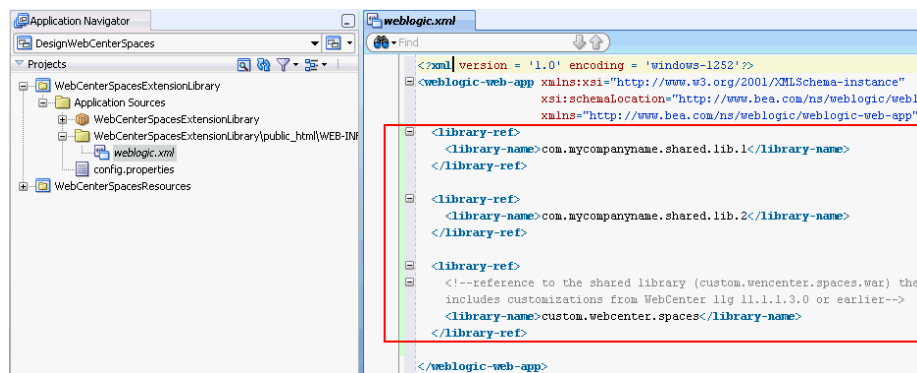 Application Navigator
DesignWebCenterSpaces
Projects
WebCenterSpacesExtensionLibrary
Application Sources
WebCenterSpacesExtensionLibrary
WebCenterSpacesExtensionLibrary\public_html\WEB-INF
weblogic.xml
config.properties
WebCenterSpacesResources
weblogic.xml
Find
<?xml version = '1.0' encoding = 'windows-1252'?>
<weblogic-web-app xmlns:xsi="http://www.w3.org/2001/XMLSchema-instance"
xsi:schemaLocation="http://www.bea.com/ns/weblogic/webl
xmlns="http://www.bea.com/ns/weblogic/weblogic-web-app"
<library-ref>
<library-name>com.mycompanyname.shared.lib.1</library-name>
</library-ref>
<library-ref>
<library-name>com.mycompanyname.shared.lib.2</library-name>
</library-ref>
<library-ref>
<!--reference to the shared library (custom.wencenter.spaces.war) tha
includes customizations from WebCenter 11g 11.1.1.3.0 or earlier-->
<library-name>custom.webcenter.spaces</library-name>
</library-ref>
</weblogic-web-app>